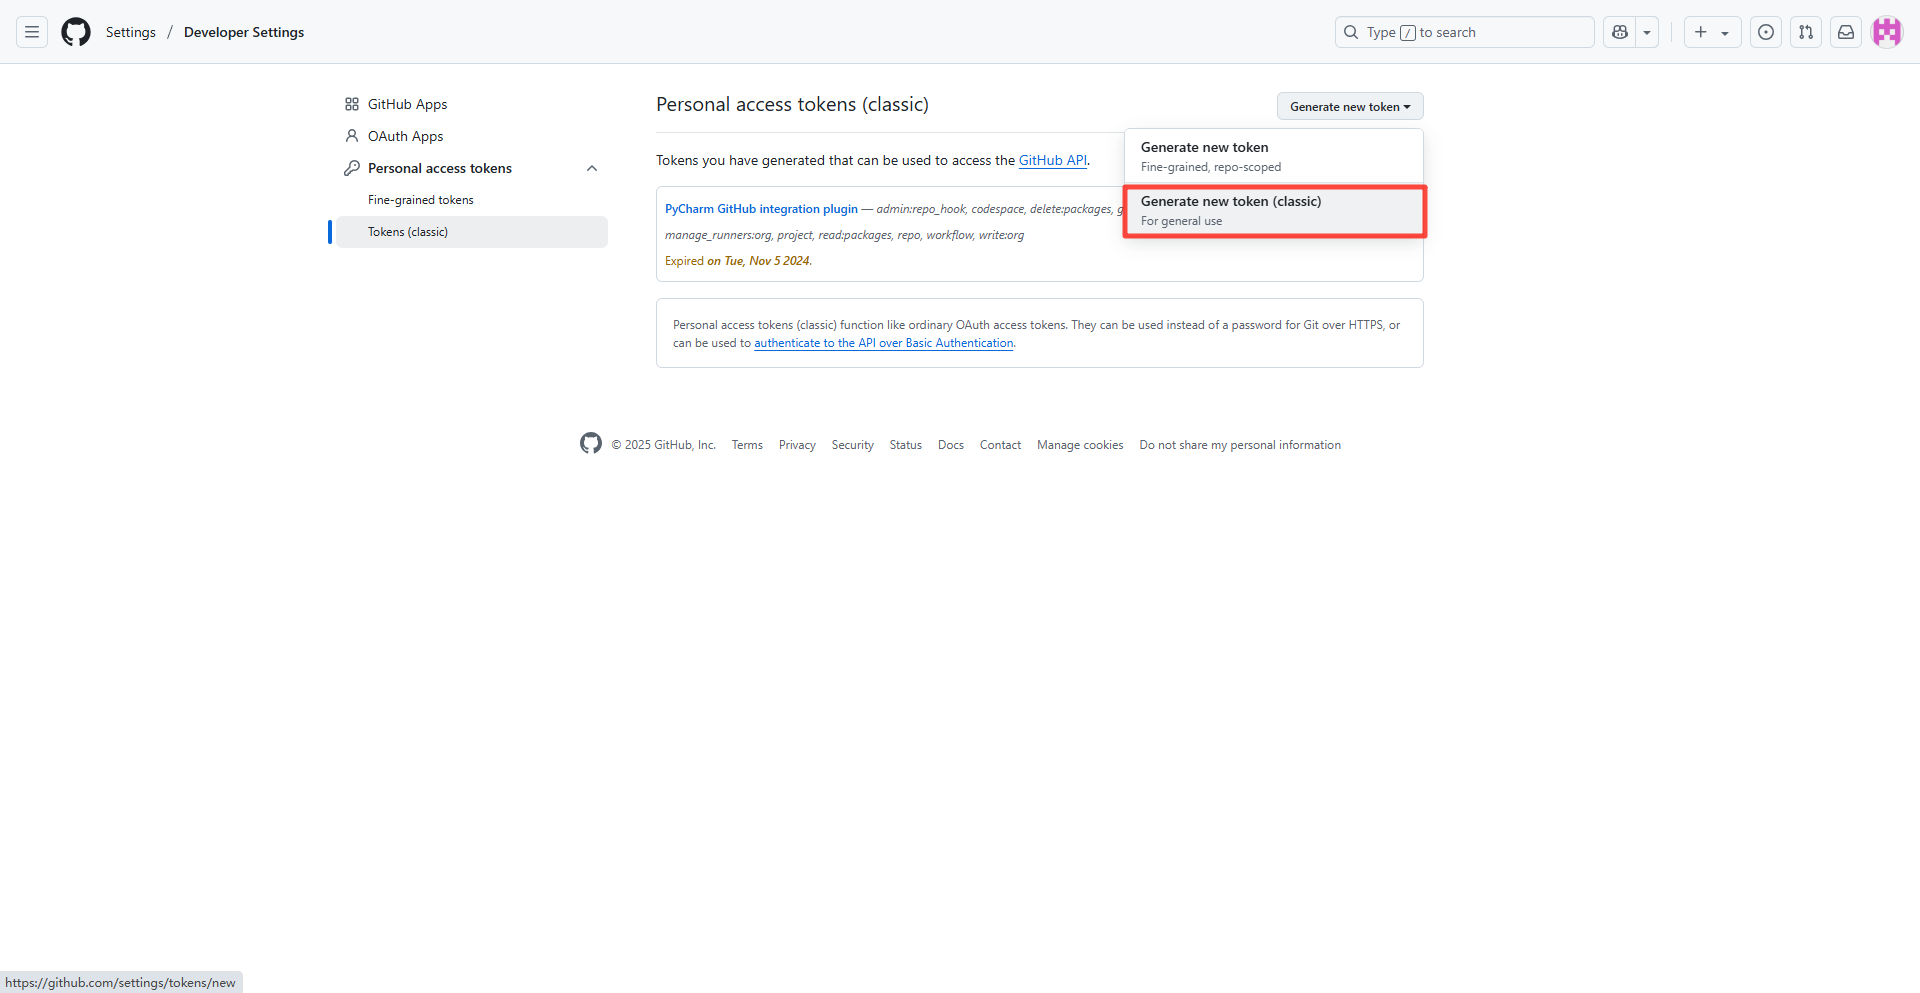 Settings / Developer Settings
Type / to search
GitHub Apps
OAuth Apps
Personal access tokens
Fine-grained tokens
Tokens (classic)
Personal access tokens (classic)
Generate new token
Generate new token
Fine-grained, repo-scoped
Generate new token (classic)
For general use
Tokens you have generated that can be used to access the GitHub API.
PyCharm GitHub integration plugin — admin:repo_hook, codespace, delete:packages,
manage_runners:org, project, read:packages, repo, workflow, write:org
Expired on Tue, Nov 5 2024.
Personal access tokens (classic) function like ordinary OAuth access tokens. They can be used instead of a password for Git over HTTPS, or
can be used to authenticate to the API over Basic Authentication.
© 2025 GitHub, Inc. Terms Privacy Security Status Docs Contact Manage cookies Do not share my personal information
https://github.com/settings/tokens/new